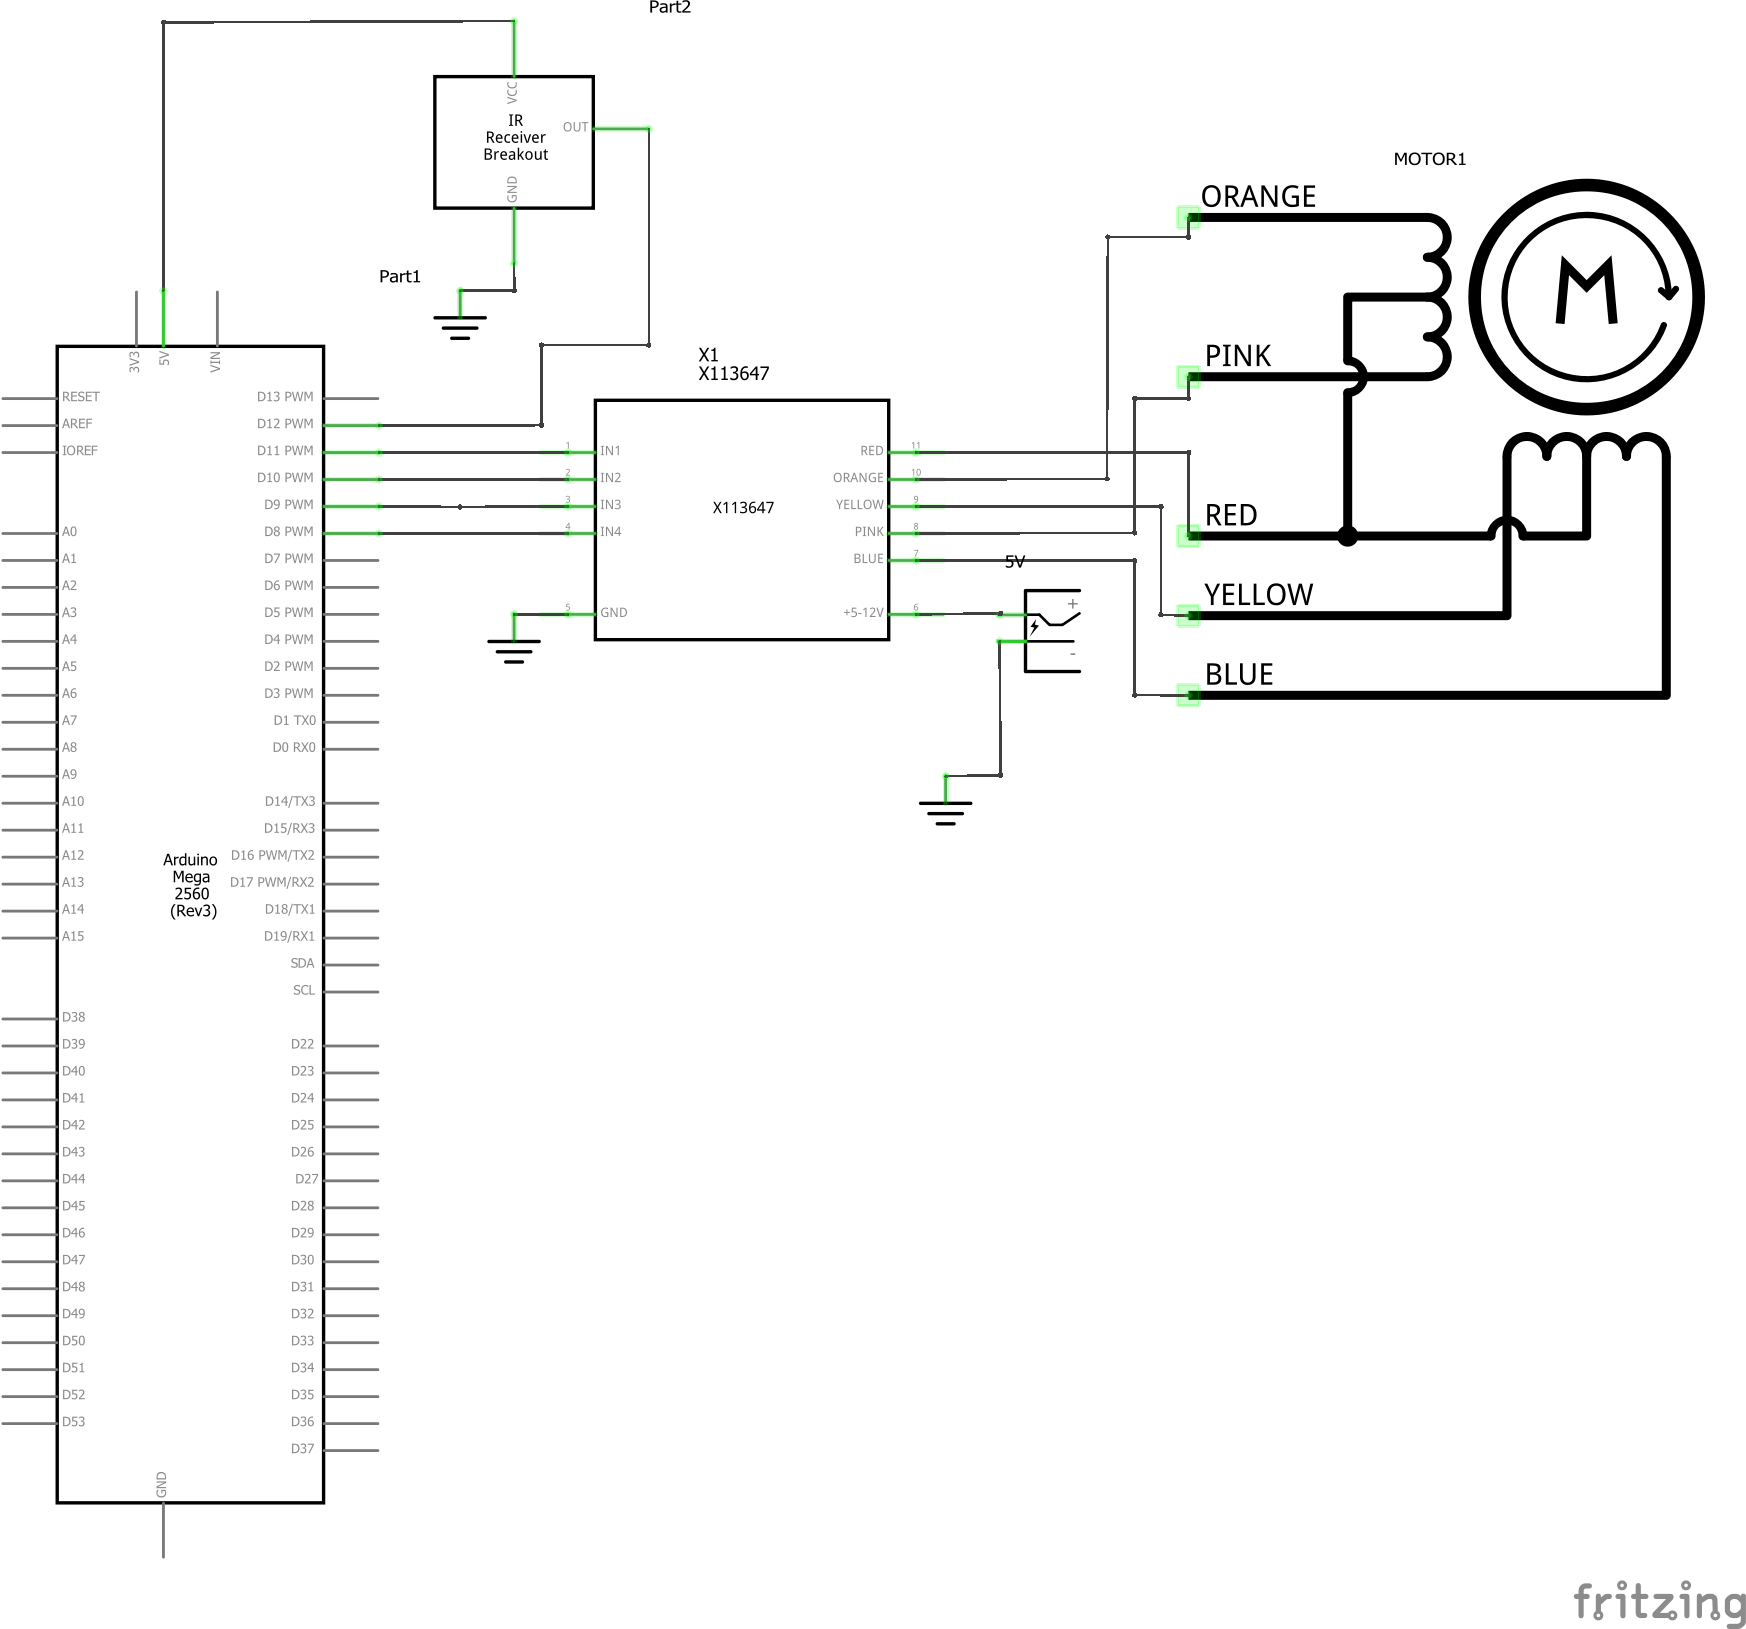 Part2
VCC
IR
Receiver
Breakout
OUT
GND
Part1
MOTOR1
ORANGE
PINK
RED
YELLOW
BLUE
X1
X113647
1 IN1
2 IN2
3 IN3
4 IN4
5 GND
X113647
RED 11
ORANGE 10
YELLOW 9
PINK 8
BLUE 7
+5-12V 6
5V
+
-
M
3V3
5V
VIN
RESET
AREF
IOREF
A0
A1
A2
A3
A4
A5
A6
A7
A8
A9
A10
A11
A12
A13
A14
A15
D38
D39
D40
D41
D42
D43
D44
D45
D46
D47
D48
D49
D50
D51
D52
D53
Arduino
Mega
2560
(Rev3)
D13 PWM
D12 PWM
D11 PWM
D10 PWM
D9 PWM
D8 PWM
D7 PWM
D6 PWM
D5 PWM
D4 PWM
D2 PWM
D3 PWM
D1 TX0
D0 RX0
D14/TX3
D15/RX3
D16 PWM/TX2
D17 PWM/RX2
D18/TX1
D19/RX1
SDA
SCL
D22
D23
D24
D25
D26
D27
D28
D29
D30
D31
D32
D33
D34
D35
D36
D37
GND
fritzing